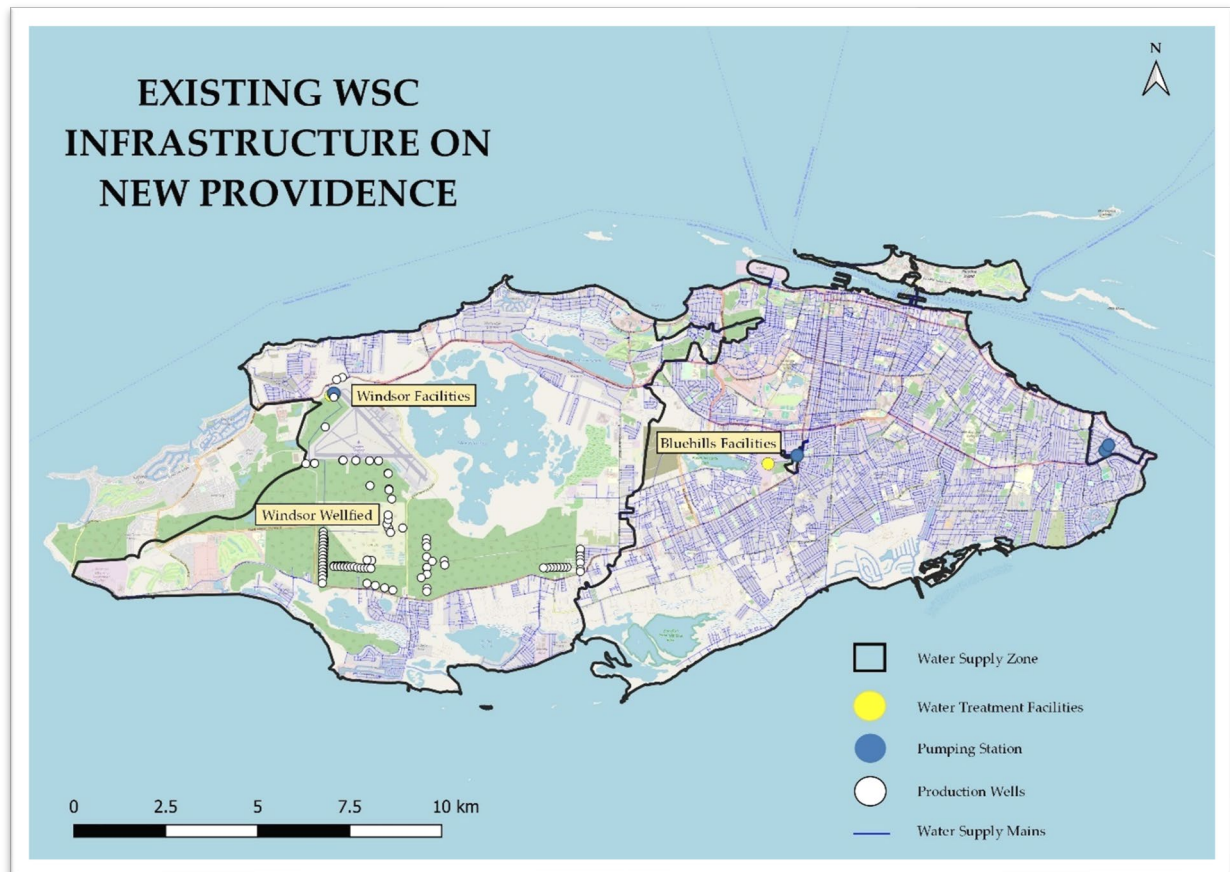 EXISTING WSC
INFRASTRUCTURE ON
NEW PROVIDENCE
N
Windsor Facilities
Bluehills Facilities
Windsor Wellfied
Water Supply Zone
Water Treatment Facilities
Pumping Station
Production Wells
Water Supply Mains
0 2.5 5 7.5 10 km